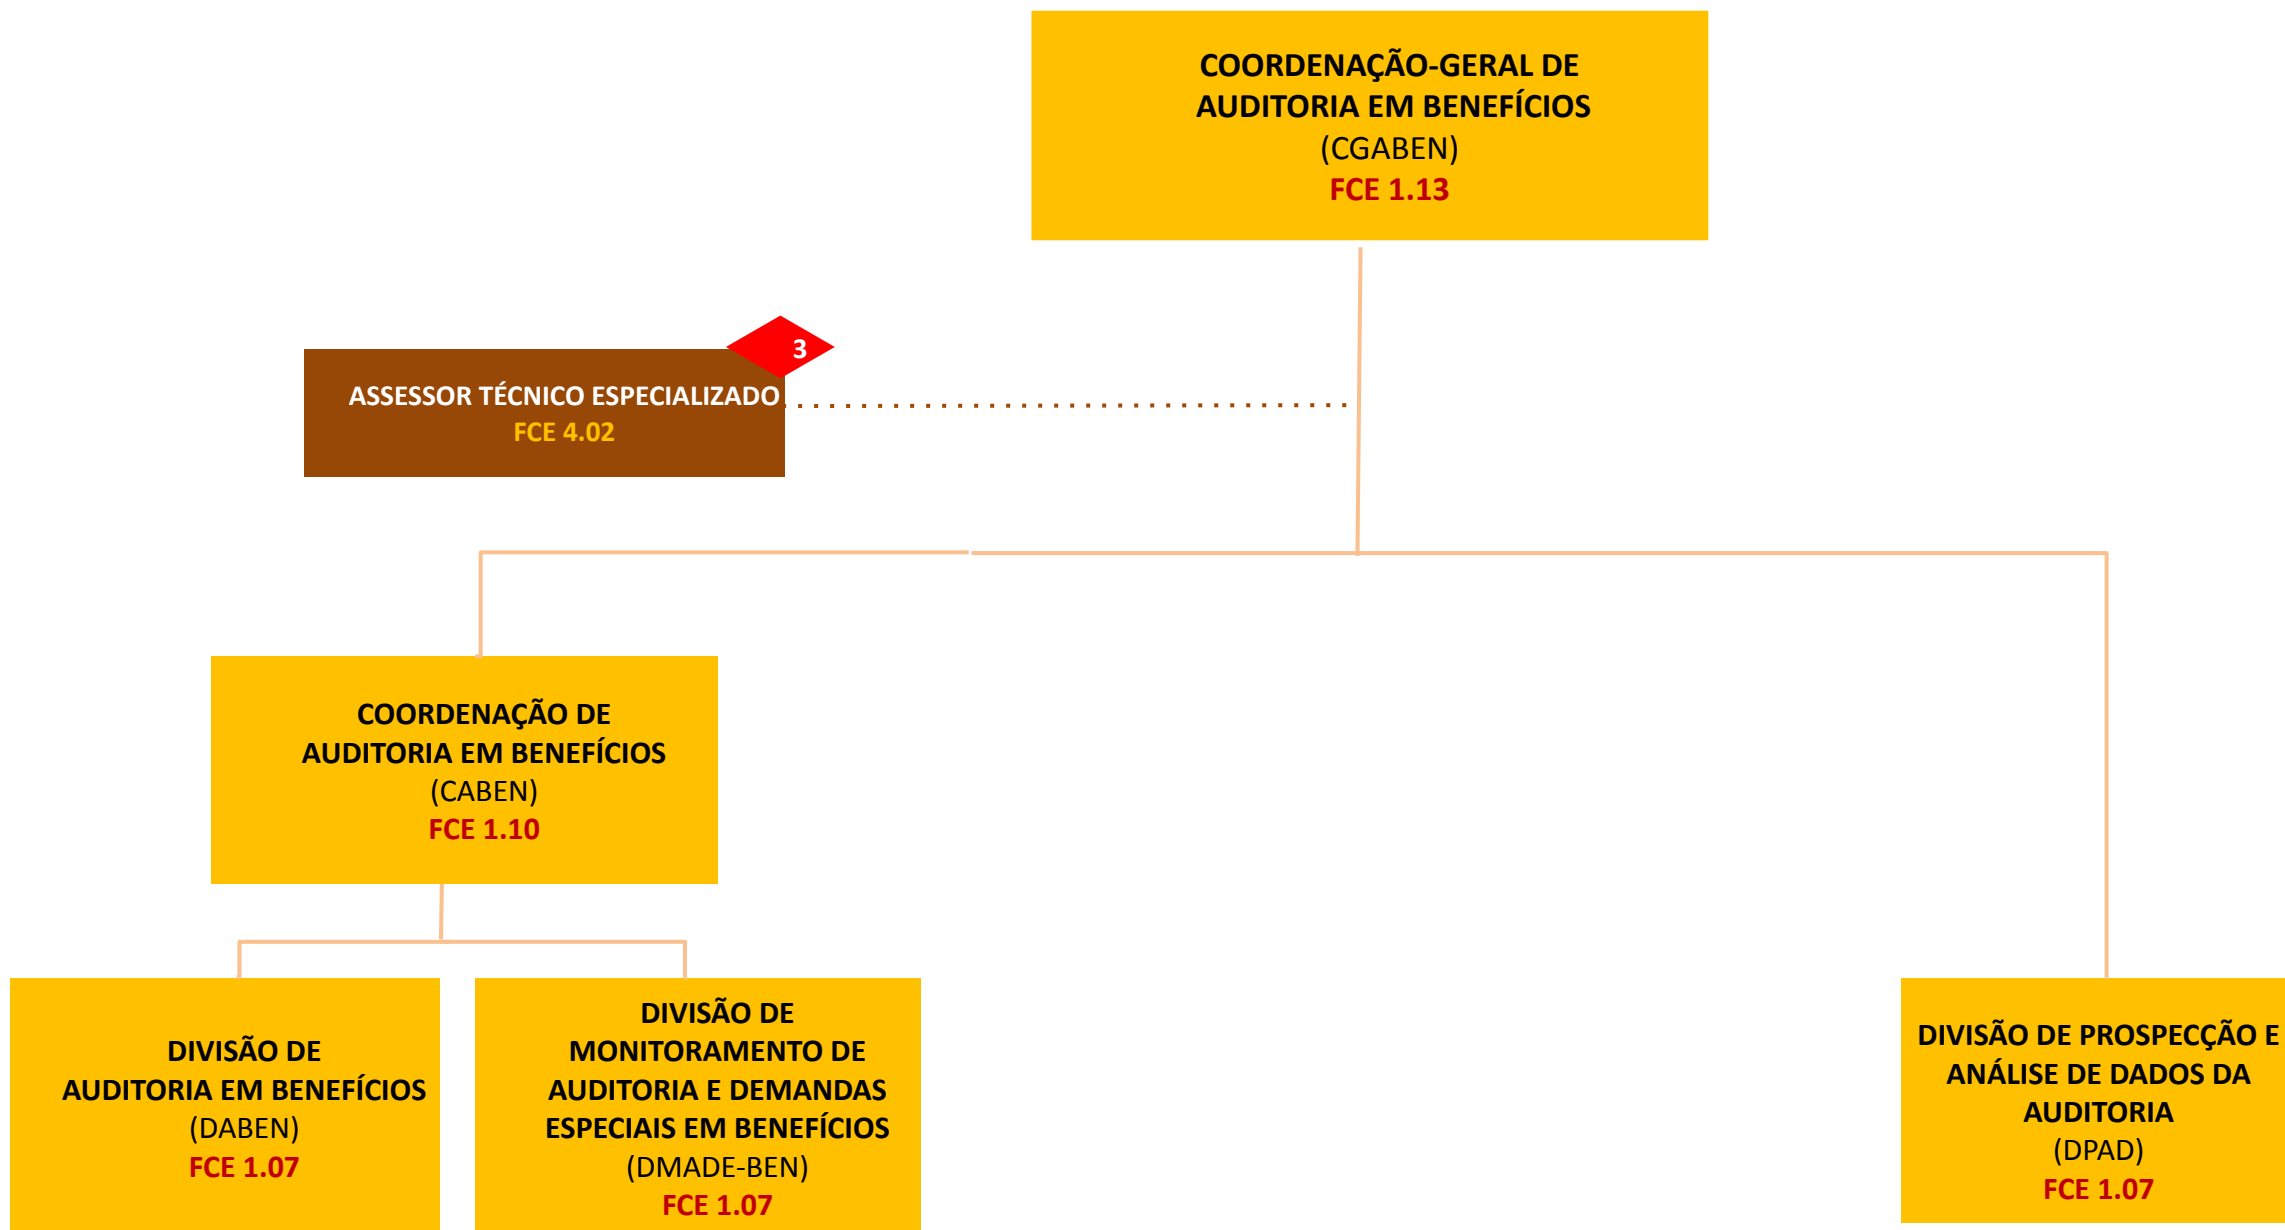 COORDENAÇÃO-GERAL DE
AUDITORIA EM BENEFÍCIOS
(CGABEN)
FCE 1.13
3
ASSESSOR TÉCNICO ESPECIALIZADO
FCE 4.02
COORDENAÇÃO DE
AUDITORIA EM BENEFÍCIOS
(CABEN)
FCE 1.10
DIVISÃO DE
AUDITORIA EM BENEFÍCIOS
(DABEN)
FCE 1.07
DIVISÃO DE
MONITORAMENTO DE
AUDITORIA E DEMANDAS
ESPECIAIS EM BENEFÍCIOS
(DMADE-BEN)
FCE 1.07
DIVISÃO DE PROSPECÇÃO E
ANÁLISE DE DADOS DA
AUDITORIA
(DPAD)
FCE 1.07